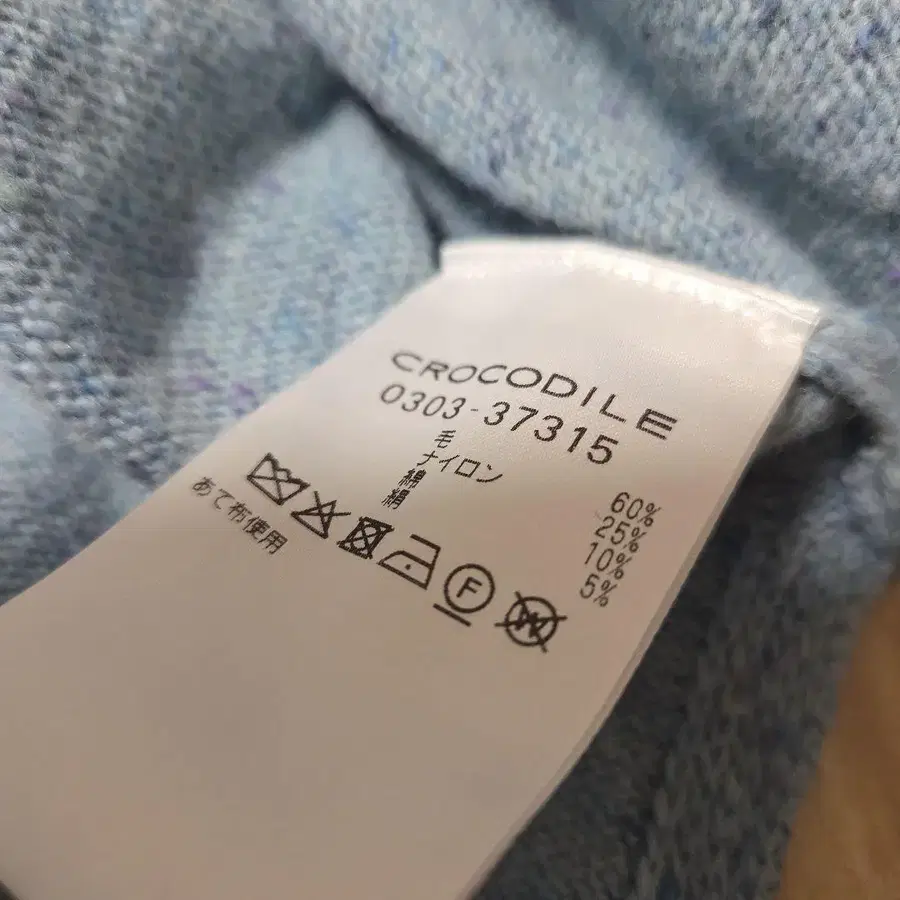 CROCODILE
0303-37315
毛 60%
ナイロン 25%
綿 10%
絹 5%
F
W
あて布使用